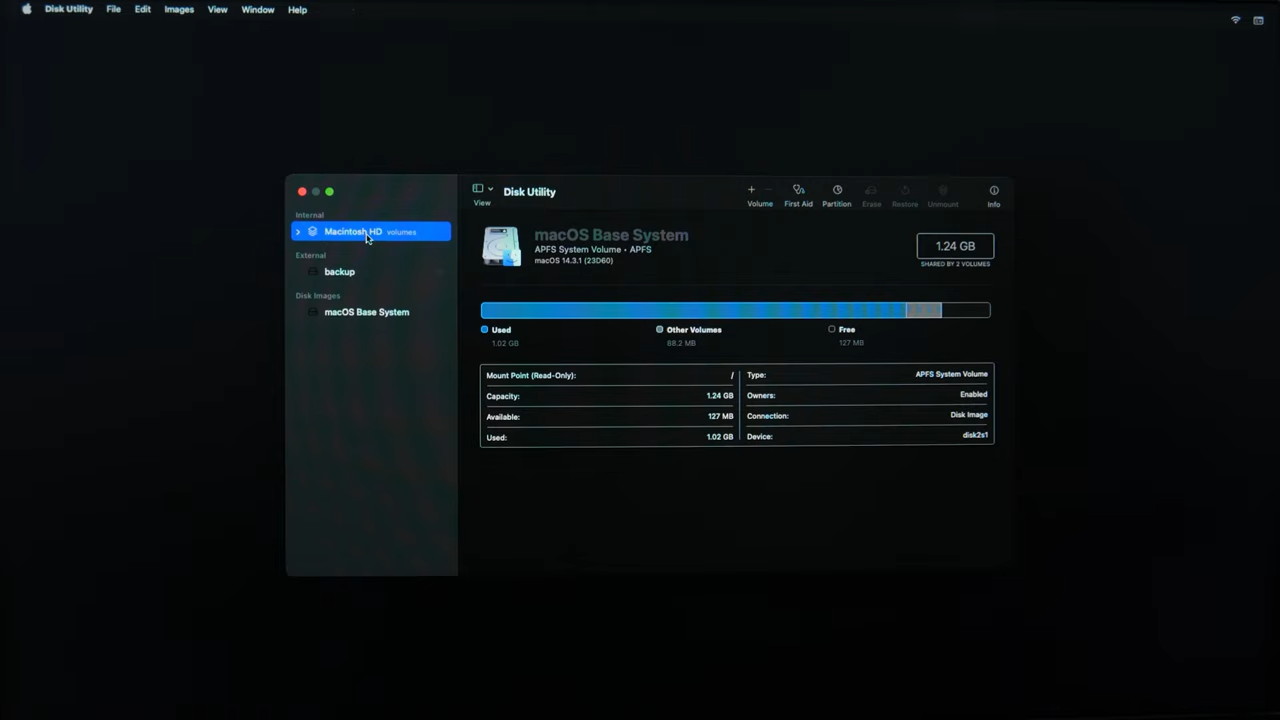 Disk Utility File Edit Images View Window Help
Disk Utility
View
Volume First Aid Partition Erase Restore Unmount Info
Internal
Macintosh HD volumes
External
backup
Disk Images
macOS Base System
macOS Base System
APFS System Volume • APFS
macOS 14.3.1 (23D60)
1.24 GB
SHARED BY 2 VOLUMES
Used
1.02 GB
Other Volumes
88.2 MB
Free
127 MB
Mount Point (Read-Only): /
Capacity: 1.24 GB
Available: 127 MB
Used: 1.02 GB
Type: APFS System Volume
Owners: Enabled
Connection: Disk Image
Device: disk2s1